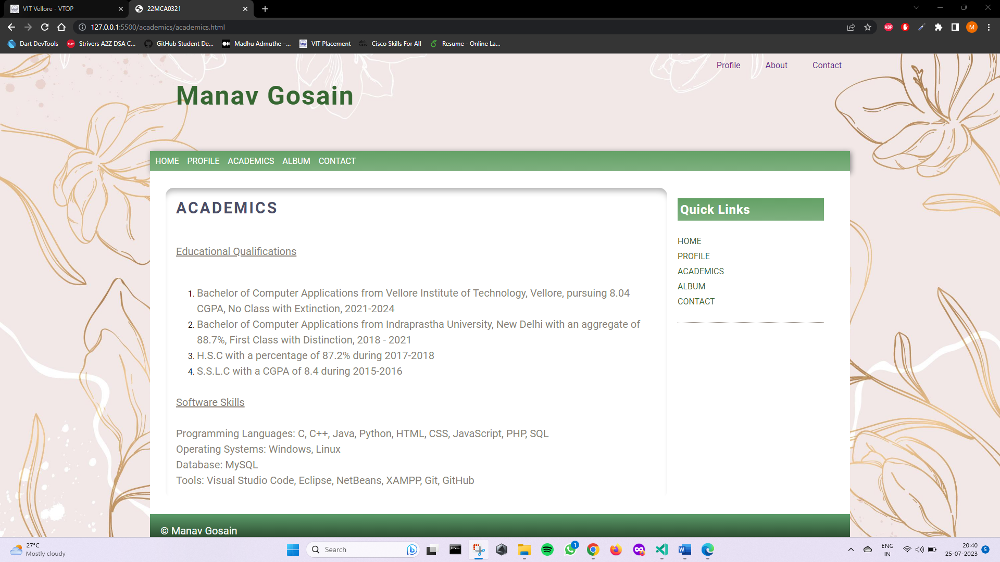 VIT Vellore - VTOP
22MCA0321
127.0.0.1:5500/academics/academics.html
ABP
M
Dart DevTools
TUF Strivers A2Z DSA C...
GitHub Student De...
Madhu Admuthe –...
VIT Placement
cisco Cisco Skills For All
Resume - Online La...
Profile About Contact
Manav Gosain
HOME PROFILE ACADEMICS ALBUM CONTACT
ACADEMICS
Educational Qualifications
1. Bachelor of Computer Applications from Vellore Institute of Technology, Vellore, pursuing 8.04
CGPA, No Class with Extinction, 2021-2024
2. Bachelor of Computer Applications from Indraprastha University, New Delhi with an aggregate of
88.7%, First Class with Distinction, 2018 - 2021
3. H.S.C with a percentage of 87.2% during 2017-2018
4. S.S.L.C with a CGPA of 8.4 during 2015-2016
Software Skills
Programming Languages: C, C++, Java, Python, HTML, CSS, JavaScript, PHP, SQL
Operating Systems: Windows, Linux
Database: MySQL
Tools: Visual Studio Code, Eclipse, NetBeans, XAMPP, Git, GitHub
Quick Links
HOME
PROFILE
ACADEMICS
ALBUM
CONTACT
© Manav Gosain
27°C
Mostly cloudy
Search
1
ENG
IN
20:40
25-07-2023
5